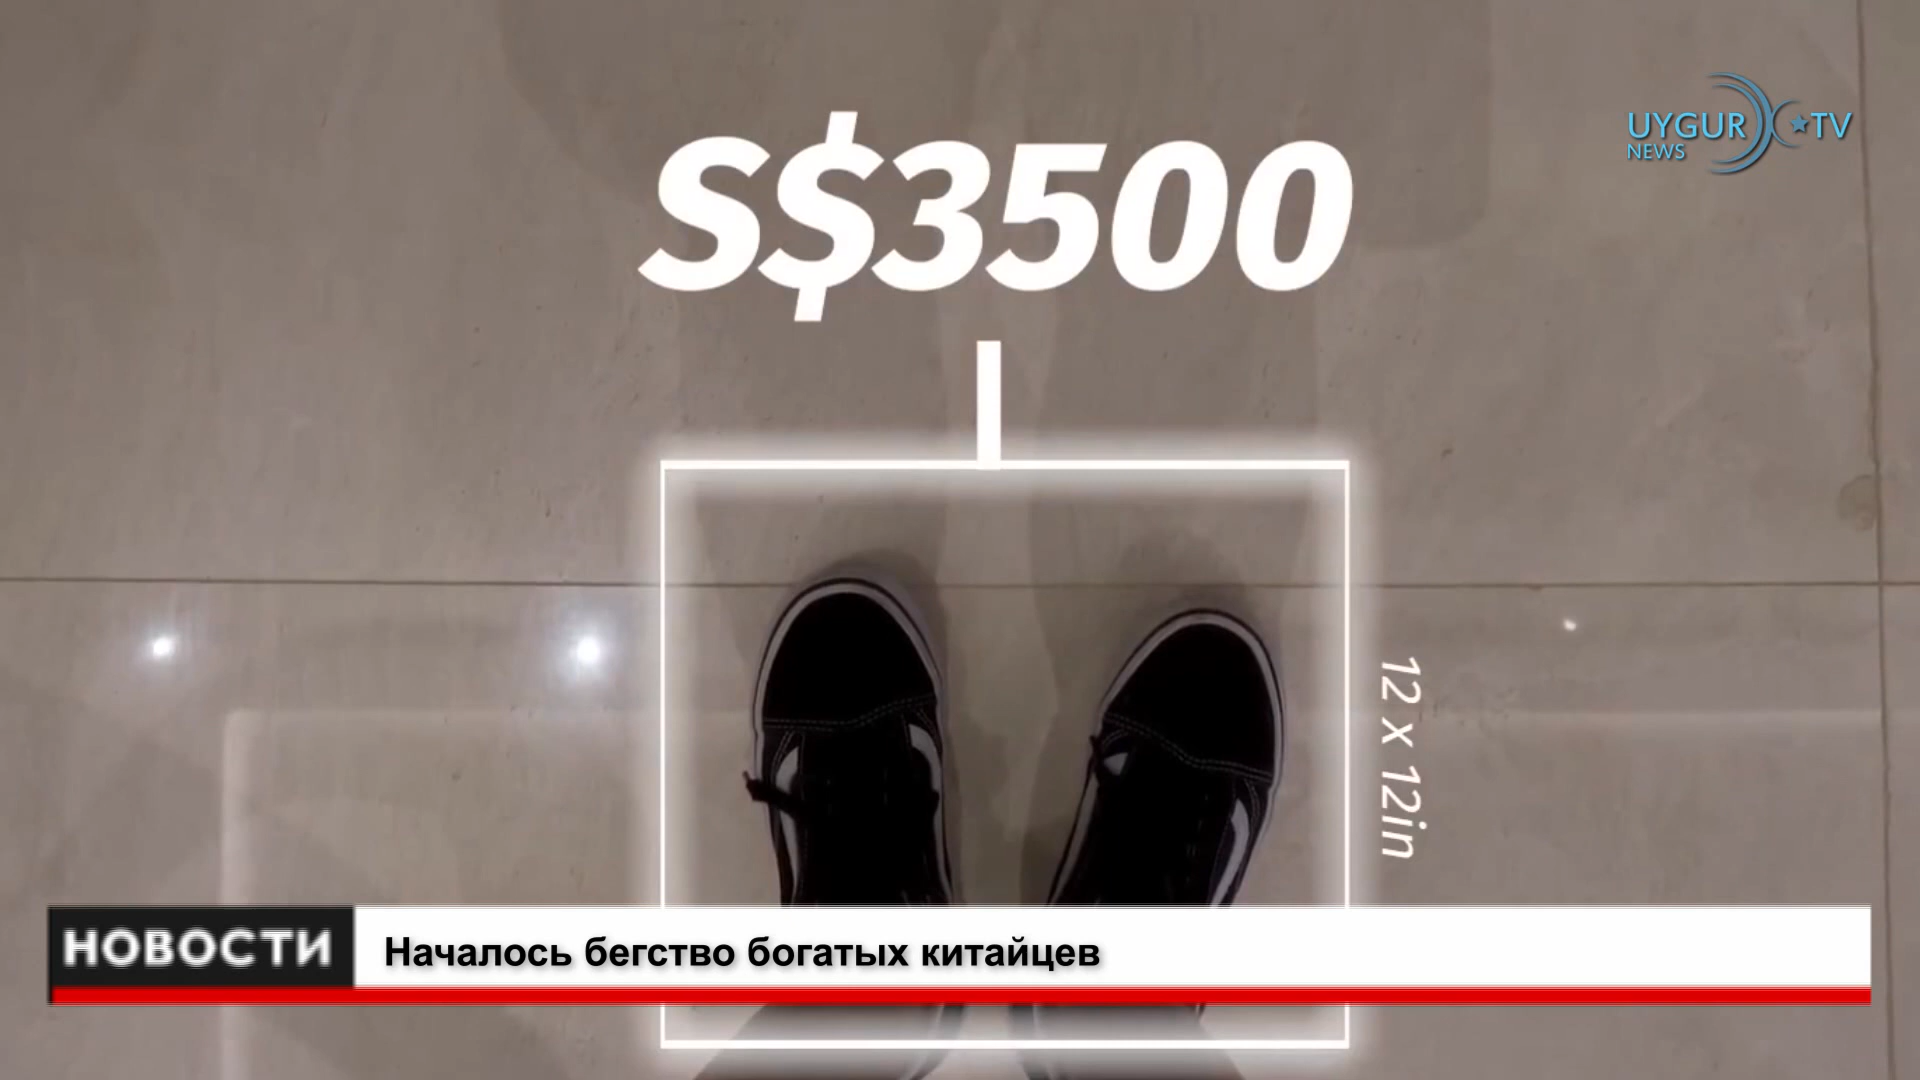 S$3500
UYGUR TV
NEWS
12 x 12in
НОВОСТИ
Началось бегство богатых китайцев